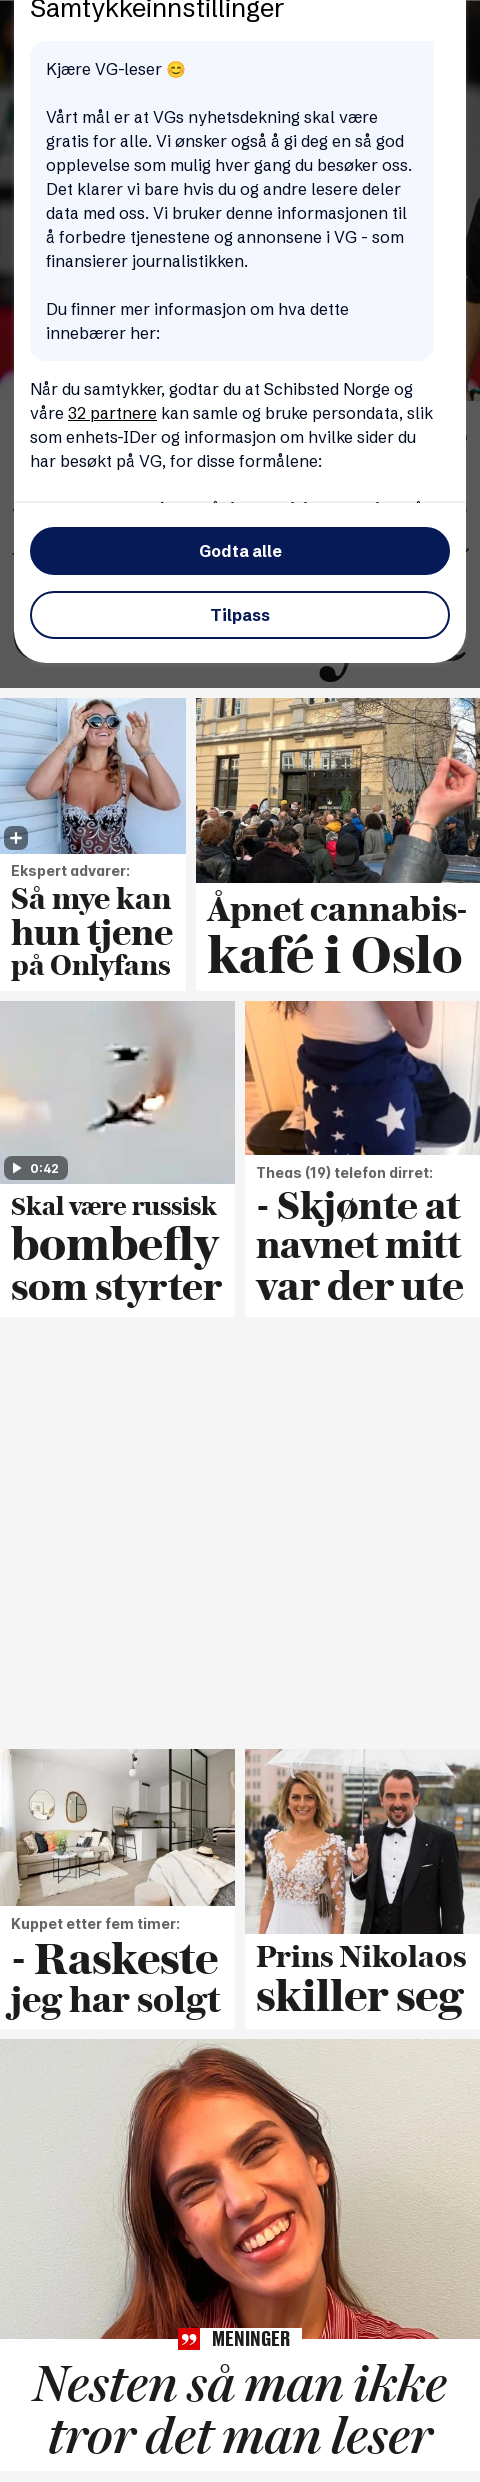 Samtykkeinnstillinger
Kjære VG-leser 😊
Vårt mål er at VGs nyhetsdekning skal være
gratis for alle. Vi ønsker også å gi deg en så god
opplevelse som mulig hver gang du besøker oss.
Det klarer vi bare hvis du og andre lesere deler
data med oss. Vi bruker denne informasjonen til
å forbedre tjenestene og annonsene i VG - som
finansierer journalistikken.
Du finner mer informasjon om hva dette
innebærer her:
Når du samtykker, godtar du at Schibsted Norge og
våre 32 partnere kan samle og bruke persondata, slik
som enhets-IDer og informasjon om hvilke sider du
har besøkt på VG, for disse formålene:
Godta alle
Tilpass
Ekspert advarer:
Så mye kan
hun tjene
på Onlyfans
Åpnet cannabis-
kafé i Oslo
0:42
Skal være russisk
bombefly
som styrter
Theas (19) telefon dirret:
- Skjønte at
navnet mitt
var der ute
Kuppet etter fem timer:
- Raskeste
jeg har solgt
Prins Nikolaos
skiller seg
MENINGER
Nesten så man ikke
tror det man leser